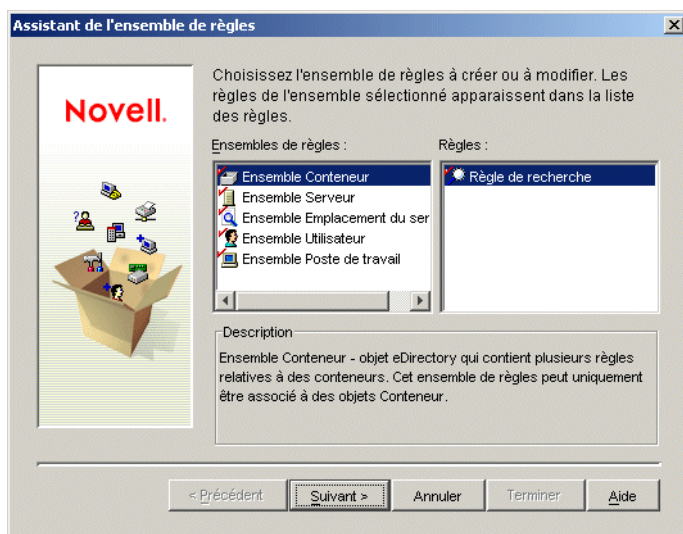 Assistant de l'ensemble de règles
Novell.
Choisissez l'ensemble de règles à créer ou à modifier. Les
règles de l'ensemble sélectionné apparaissent dans la liste
des règles.
Ensembles de règles :
Règles :
Ensemble Conteneur
Ensemble Serveur
Ensemble Emplacement du ser
Ensemble Utilisateur
Ensemble Poste de travail
Règle de recherche
Description
Ensemble Conteneur - objet eDirectory qui contient plusieurs règles
relatives à des conteneurs. Cet ensemble de règles peut uniquement
être associé à des objets Conteneur.
< Précédent
Suivant >
Annuler
Terminer
Aide